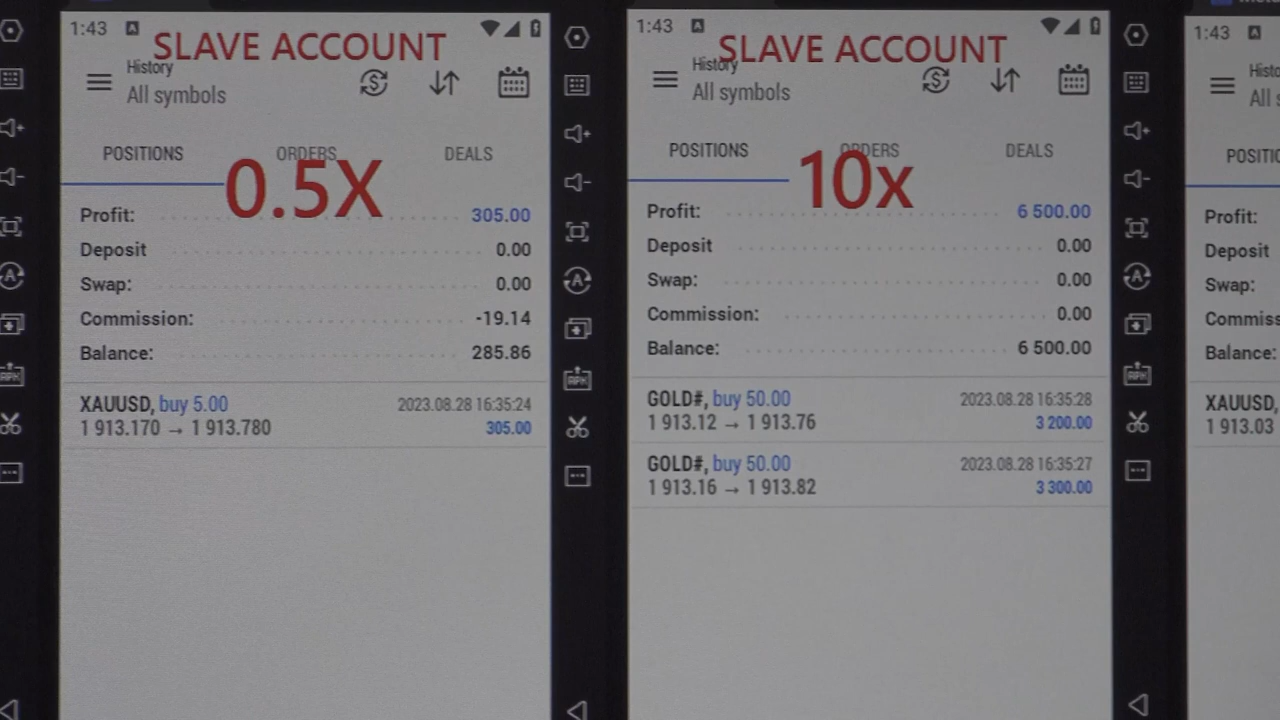 1:43
SLAVE ACCOUNT
History
All symbols
POSITIONS ORDERS DEALS
0.5X
Profit: 305.00
Deposit 0.00
Swap: 0.00
Commission: -19.14
Balance: 285.86
XAUUSD, buy 5.00 2023.08.28 16:35:24
1 913.170 → 1 913.780 305.00
1:43
SLAVE ACCOUNT
History
All symbols
POSITIONS ORDERS DEALS
10x
Profit: 6 500.00
Deposit 0.00
Swap: 0.00
Commission: 0.00
Balance: 6 500.00
GOLD#, buy 50.00 2023.08.28 16:35:28
1 913.12 → 1 913.76 3 200.00
GOLD#, buy 50.00 2023.08.28 16:35:27
1 913.16 → 1 913.82 3 300.00
1:43
Histo
All s
POSITIO
Profit:
Deposit
Swap:
Commiss
Balance:
XAUUSD,
1 913.03